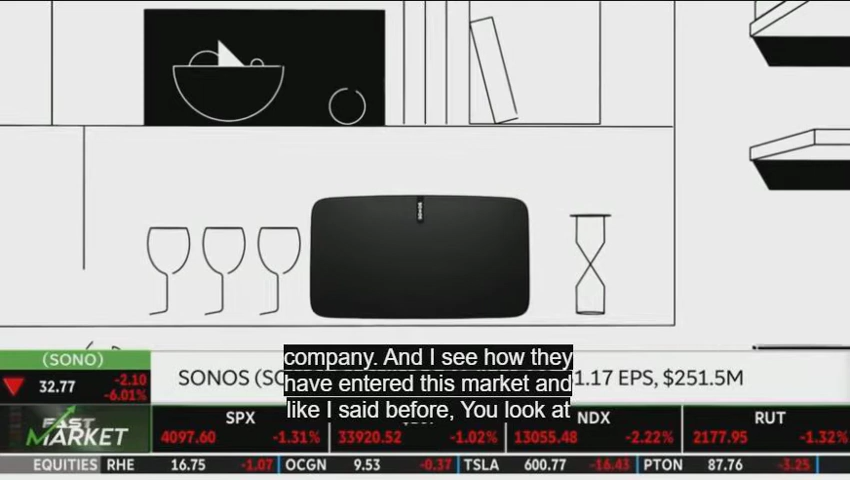 SONOS
(SONO)
32.77
-2.10
-6.01%
SONOS (SO
1.17 EPS, $251.5M
company. And I see how they
have entered this market and
like I said before, You look at
FAST
MARKET
SPX
4097.60 -1.31%
33920.52 -1.02%
NDX
13055.48 -2.22%
RUT
2177.95 -1.32%
EQUITIES RHE 16.75 -1.07 OCGN 9.53 -0.37 TSLA 600.77 -16.43 PTON 87.76 -3.25